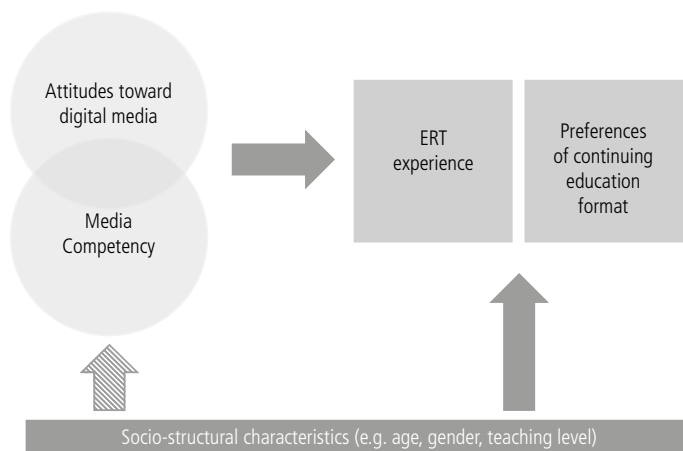 Attitudes toward
digital media
Media
Competency
ERT
experience
Preferences
of continuing
education
format
Socio-structural characteristics (e.g. age, gender, teaching level)